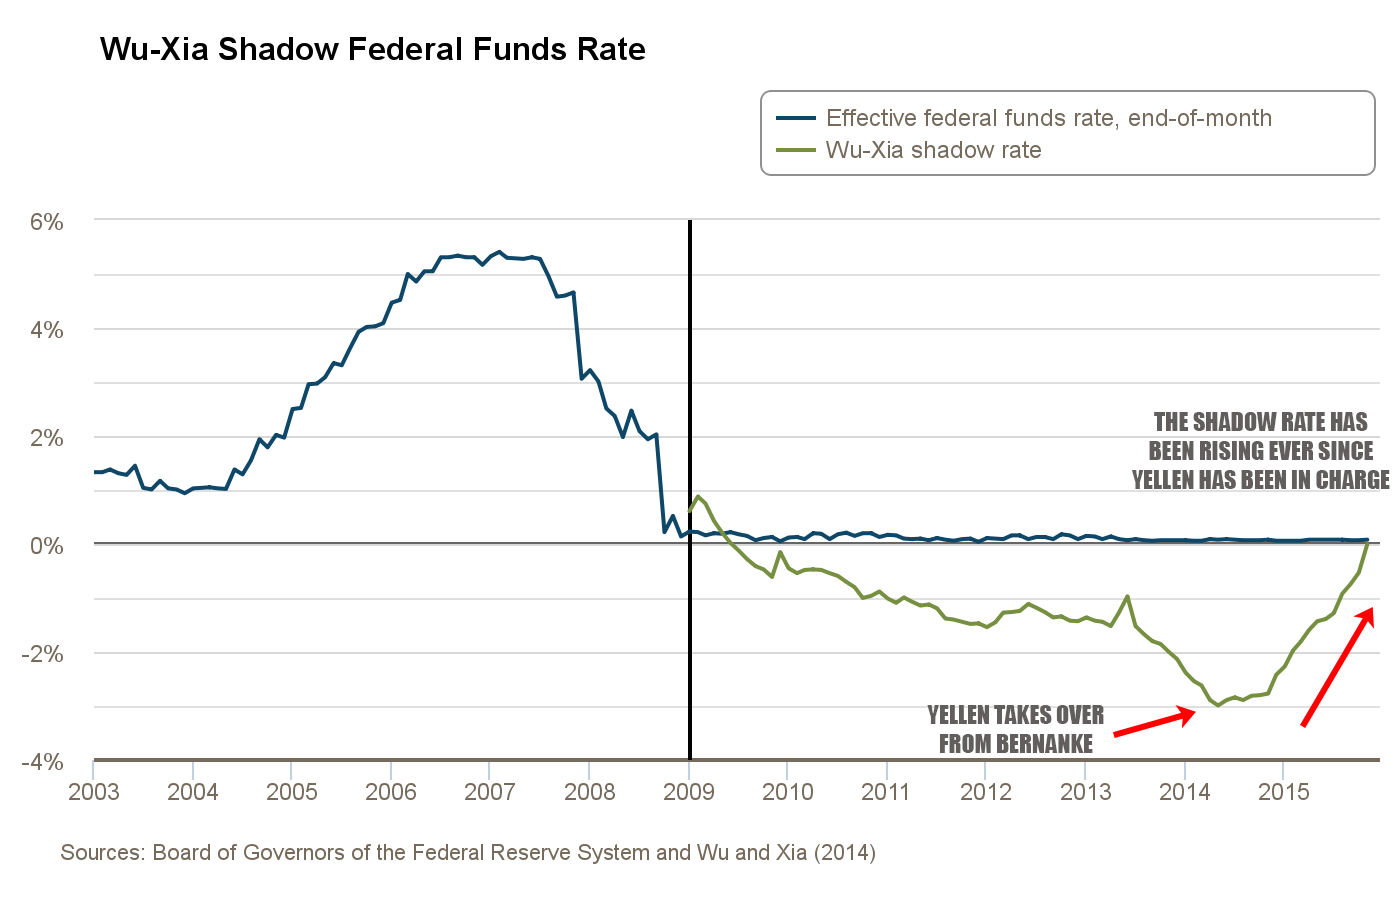 Wu-Xia Shadow Federal Funds Rate
Effective federal funds rate, end-of-month
Wu-Xia shadow rate
6%
4%
THE SHADOW RATE HAS
BEEN RISING EVER SINCE
YELLEN HAS BEEN IN CHARGE
2%
0%
-2%
YELLEN TAKES OVER
FROM BERNANKE
-4%
2003 2004 2005 2006 2007 2008 2009 2010 2011 2012 2013 2014 2015
Sources: Board of Governors of the Federal Reserve System and Wu and Xia (2014)